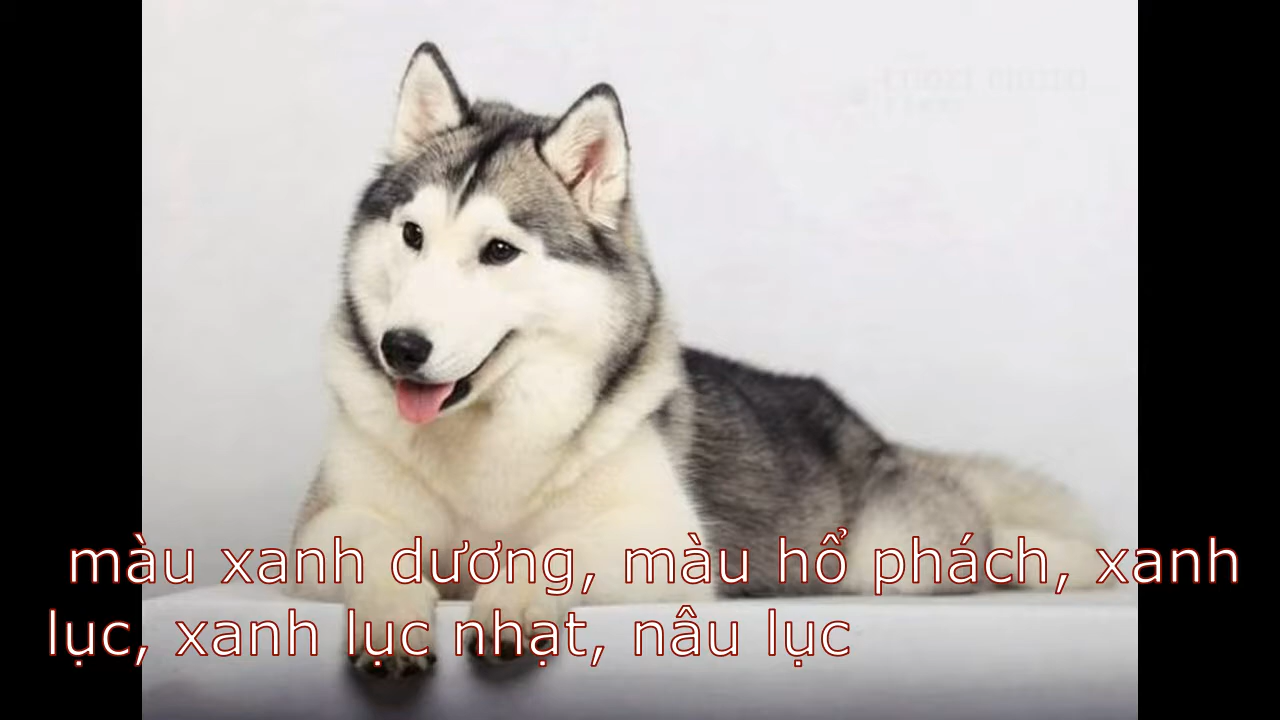 màu xanh dương, màu hổ phách, xanh
lục, xanh lục nhạt, nâu lục